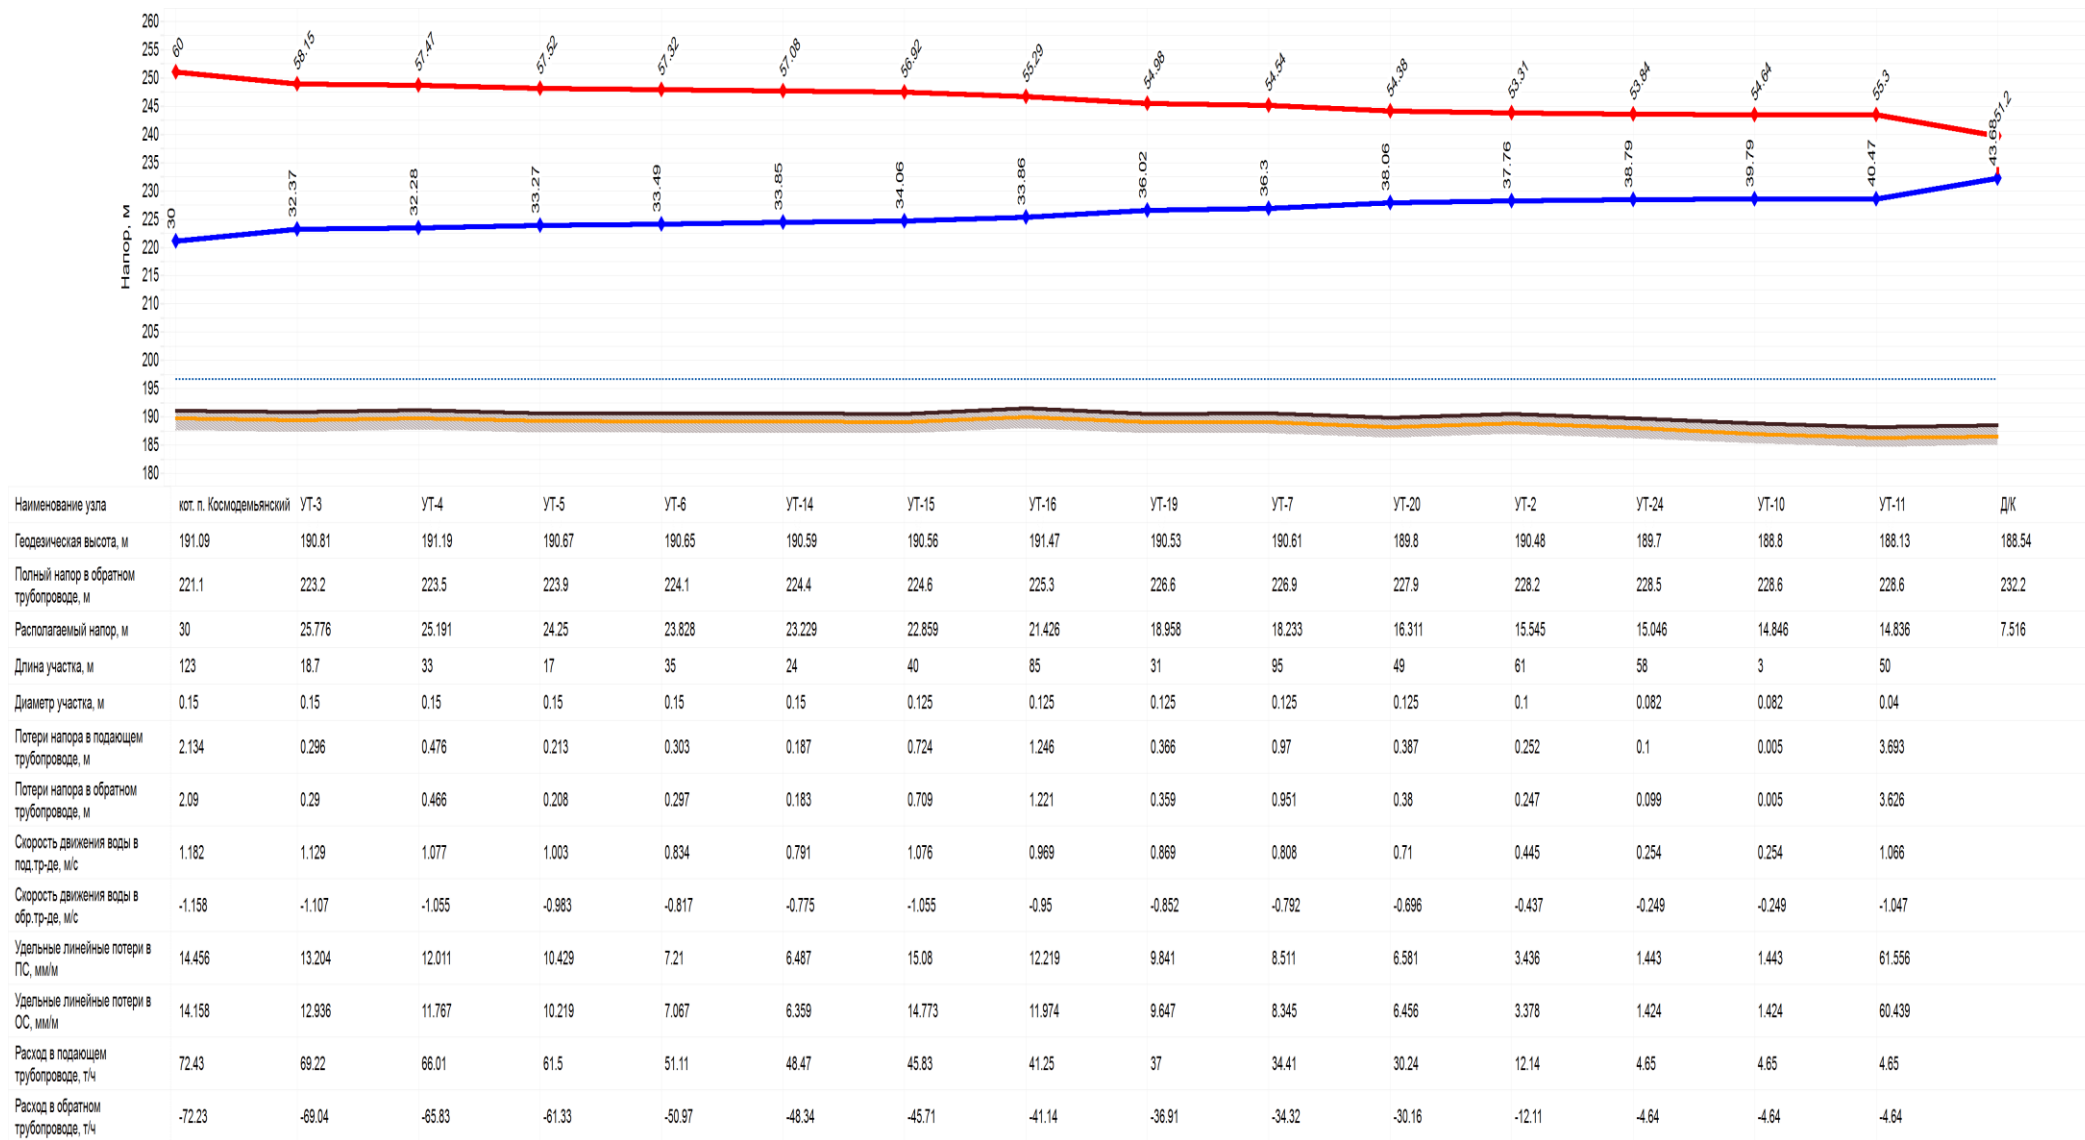 260
255
250
245
240
235
230
225
220
215
210
205
200
195
190
185
180
Напор, м
60
58.15
57.47
57.52
57.32
57.08
56.92
55.29
54.98
54.54
54.38
53.31
53.84
54.64
55.3
51.2
30
32.37
32.28
33.27
33.49
33.85
34.06
33.86
36.02
36.3
38.06
37.76
38.79
39.79
40.47
43.68
Наименование узла кот. п. Космодемьянский УТ-3 УТ-4 УТ-5 УТ-6 УТ-14 УТ-15 УТ-16 УТ-19 УТ-7 УТ-20 УТ-2 УТ-24 УТ-10 УТ-11 Д/К
Геодезическая высота, м 191.09 190.81 191.19 190.67 190.65 190.59 190.56 191.47 190.53 190.61 189.8 190.48 189.7 188.8 188.13 188.54
Полный напор в обратном
трубопроводе, м 221.1 223.2 223.5 223.9 224.1 224.4 224.6 225.3 226.6 226.9 227.9 228.2 228.5 228.6 228.6 232.2
Располагаемый напор, м 30 25.776 25.191 24.25 23.828 23.229 22.859 21.426 18.958 18.233 16.311 15.545 15.046 14.846 14.836 7.516
Длина участка, м 123 18.7 33 17 35 24 40 85 31 95 49 61 58 3 50
Диаметр участка, м 0.15 0.15 0.15 0.15 0.15 0.15 0.125 0.125 0.125 0.125 0.125 0.1 0.082 0.082 0.04
Потери напора в подающем
трубопроводе, м 2.134 0.296 0.476 0.213 0.303 0.187 0.724 1.246 0.366 0.97 0.387 0.252 0.1 0.005 3.693
Потери напора в обратном
трубопроводе, м 2.09 0.29 0.466 0.208 0.297 0.183 0.709 1.221 0.359 0.951 0.38 0.247 0.099 0.005 3.626
Скорость движения воды в
под.тр-де, м/с 1.182 1.129 1.077 1.003 0.834 0.791 1.076 0.969 0.869 0.808 0.71 0.445 0.254 0.254 1.066
Скорость движения воды в
обр.тр-де, м/с -1.158 -1.107 -1.055 -0.983 -0.817 -0.775 -1.055 -0.95 -0.852 -0.792 -0.696 -0.437 -0.249 -0.249 -1.047
Удельные линейные потери в
ПС, мм/м 14.456 13.204 12.011 10.429 7.21 6.487 15.08 12.219 9.841 8.511 6.581 3.436 1.443 1.443 61.556
Удельные линейные потери в
ОС, мм/м 14.158 12.936 11.767 10.219 7.067 6.359 14.773 11.974 9.647 8.345 6.456 3.378 1.424 1.424 60.439
Расход в подающем
трубопроводе, т/ч 72.43 69.22 66.01 61.5 51.11 48.47 45.83 41.25 37 34.41 30.24 12.14 4.65 4.65 4.65
Расход в обратном
трубопроводе, т/ч -72.23 -69.04 -65.83 -61.33 -50.97 -48.34 -45.71 -41.14 -36.91 -34.32 -30.16 -12.11 -4.64 -4.64 -4.64